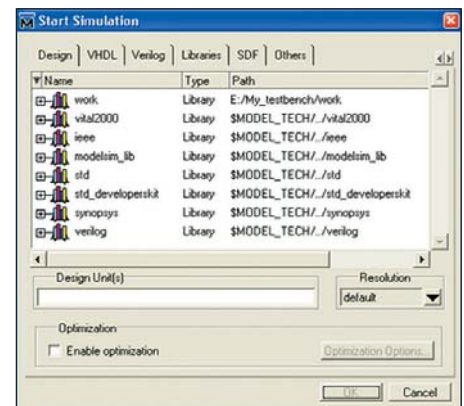 Start Simulation
Design VHDL Verilog Libraries SDF Others
Name Type Path
work Library E:/My_testbench/work
vital2000 Library $MODEL_TECH/../vital2000
ieee Library $MODEL_TECH/../ieee
modelsim_lib Library $MODEL_TECH/../modelsim_lib
std Library $MODEL_TECH/../std
std_developerskit Library $MODEL_TECH/../std_developerskit
synopsys Library $MODEL_TECH/../synopsys
verilog Library $MODEL_TECH/../verilog
Design Unit(s) Resolution
default
Optimization
Enable optimization Optimization Options...
OK Cancel